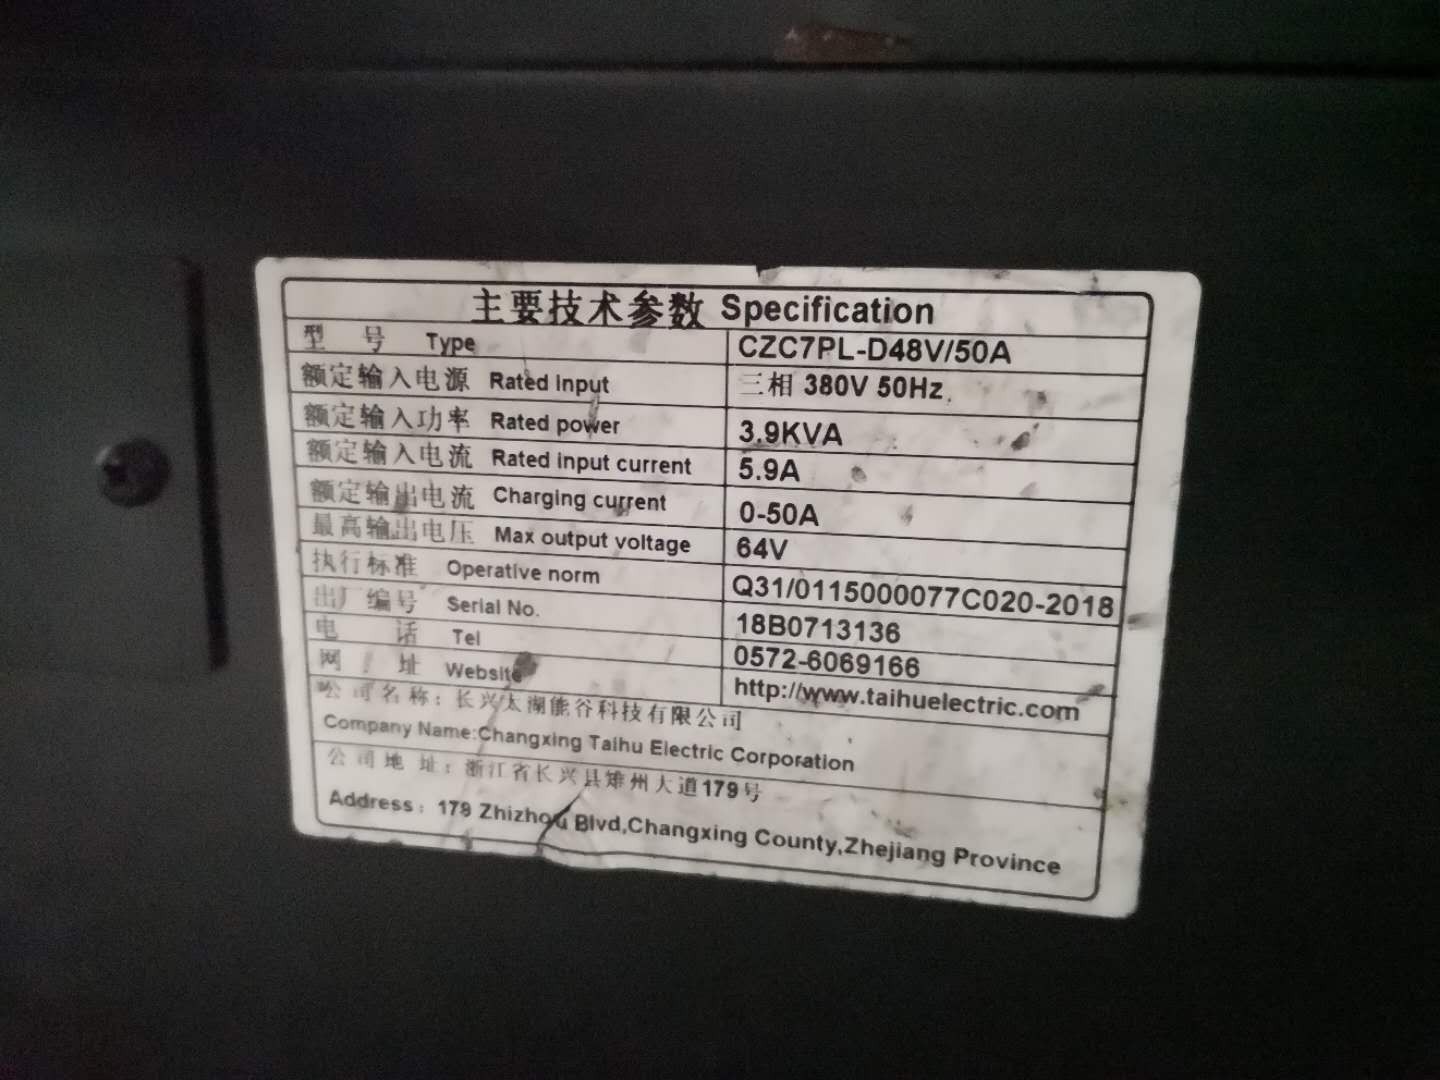 主要技术参数 Specification
型 号 Type CZC7PL-D48V/50A
额定输入电源 Rated input 三相 380V 50Hz
额定输入功率 Rated power 3.9KVA
额定输入电流 Rated input current 5.9A
额定输出电流 Charging current 0-50A
最高输出电压 Max output voltage 64V
执行标准 Operative norm Q31/0115000077C020-2018
出厂编号 Serial No. 18B0713136
电 话 Tel 0572-6069166
网 址 Website http://www.taihuelectric.com
公司名称：长兴太湖能谷科技有限公司
Company Name:Changxing Taihu Electric Corporation
公司地址：浙江省长兴县雉州大道179号
Address：179 Zhizhou Blvd,Changxing County,Zhejiang Province